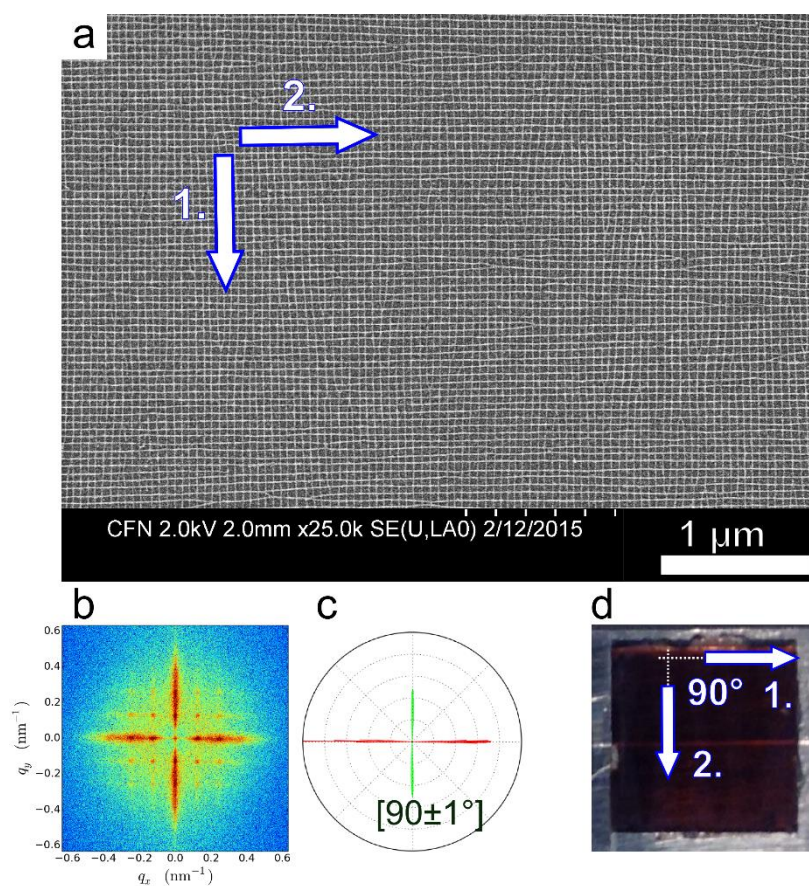 a
2.
1.
CFN 2.0kV 2.0mm x25.0k SE(U,LA0) 2/12/2015
1 μm
b
c
d
0.6
0.4
0.2
0.0
−0.2
−0.4
−0.6
qy (nm⁻¹)
−0.6 −0.4 −0.2 0.0 0.2 0.4 0.6
qx (nm⁻¹)
[90±1°]
90° 1.
2.